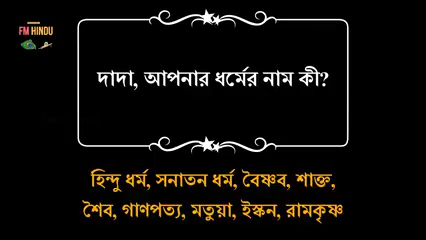 FM HINDU
দাদা, আপনার ধর্মের নাম কী?
হিন্দু ধর্ম, সনাতন ধর্ম, বৈষ্ণব, শাক্ত,
শৈব, গাণপত্য, মতুয়া, ইস্কন, রামকৃষ্ণ